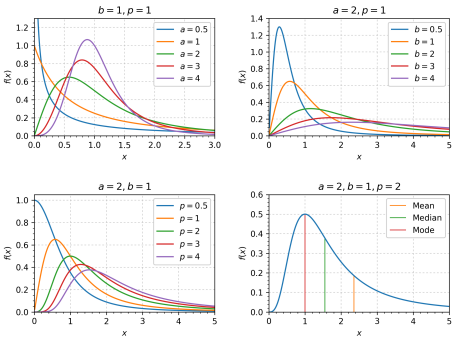 b = 1, p = 1
f(x)
1.2
1.0
0.8
0.6
0.4
0.2
0.0
a = 0.5
a = 1
a = 2
a = 3
a = 4
0.0 0.5 1.0 1.5 2.0 2.5 3.0
x
a = 2, p = 1
f(x)
1.4
1.2
1.0
0.8
0.6
0.4
0.2
0.0
b = 0.5
b = 1
b = 2
b = 3
b = 4
0 1 2 3 4 5
x
a = 2, b = 1
f(x)
1.0
0.8
0.6
0.4
0.2
0.0
p = 0.5
p = 1
p = 2
p = 3
p = 4
0 1 2 3 4 5
x
a = 2, b = 1, p = 2
f(x)
0.6
0.5
0.4
0.3
0.2
0.1
0.0
Mean
Median
Mode
0 1 2 3 4 5
x